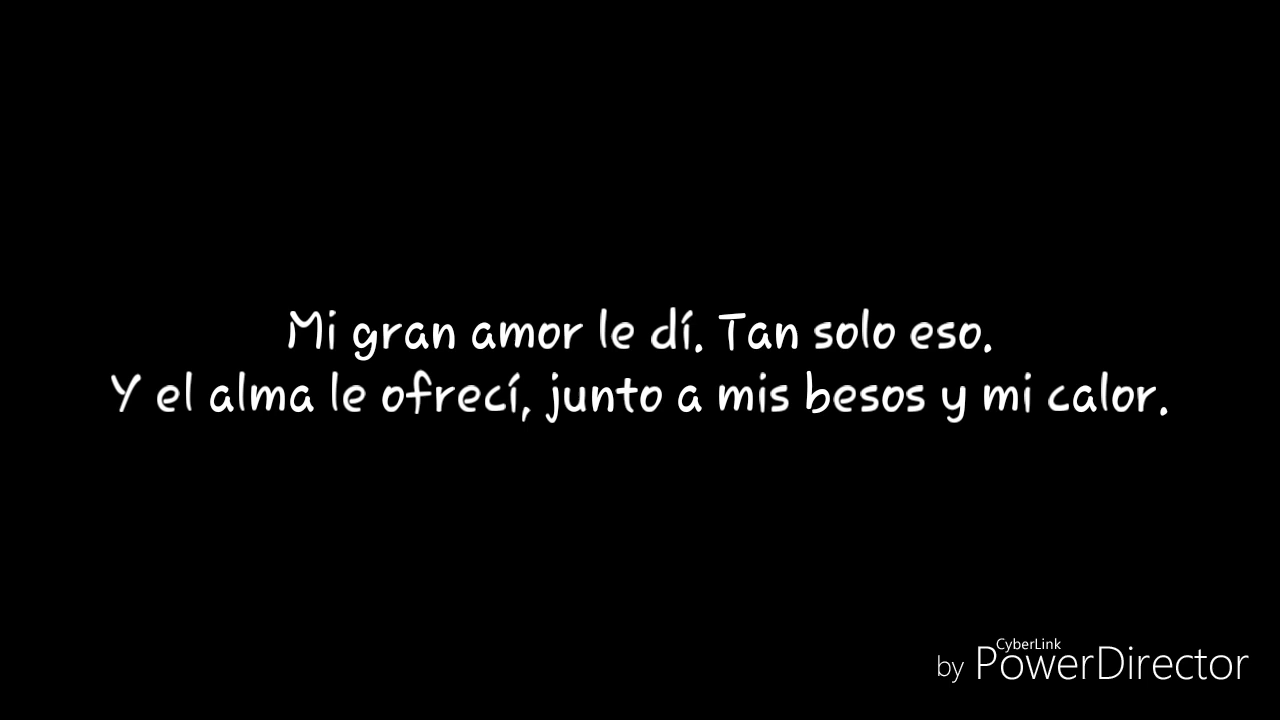 Mi gran amor le dí. Tan solo eso.
Y el alma le ofrecí, junto a mis besos y mi calor.
CyberLink
by PowerDirector